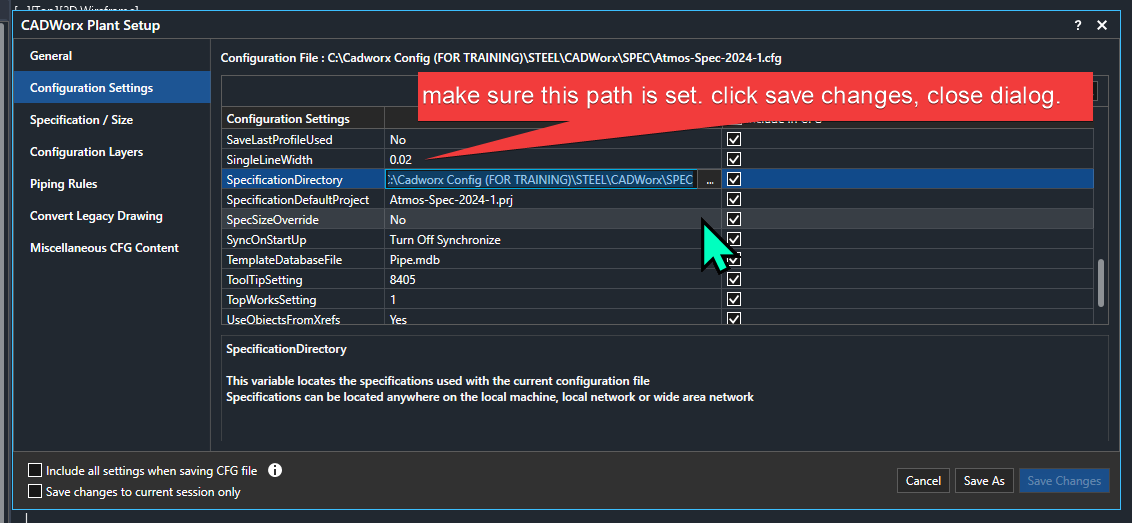 CADWorx Plant Setup
?
General
Configuration Settings
Specification / Size
Configuration Layers
Piping Rules
Convert Legacy Drawing
Miscellaneous CFG Content
Configuration File : C:\Cadworx Config (FOR TRAINING)\STEEL\CADWorx\SPEC\Atmos-Spec-2024-1.cfg
make sure this path is set. click save changes, close dialog.
Configuration Settings
SaveLastProfileUsed No
SingleLineWidth 0.02
SpecificationDirectory :\Cadworx Config (FOR TRAINING)\STEEL\CADWorx\SPEC ...
SpecificationDefaultProject Atmos-Spec-2024-1.prj
SpecSizeOverride No
SyncOnStartUp Turn Off Synchronize
TemplateDatabaseFile Pipe.mdb
ToolTipSetting 8405
TopWorksSetting 1
UseObjectsFromXrefs Yes
SpecificationDirectory
This variable locates the specifications used with the current configuration file
Specifications can be located anywhere on the local machine, local network or wide area network
Include all settings when saving CFG file
Save changes to current session only
Cancel Save As Save Changes